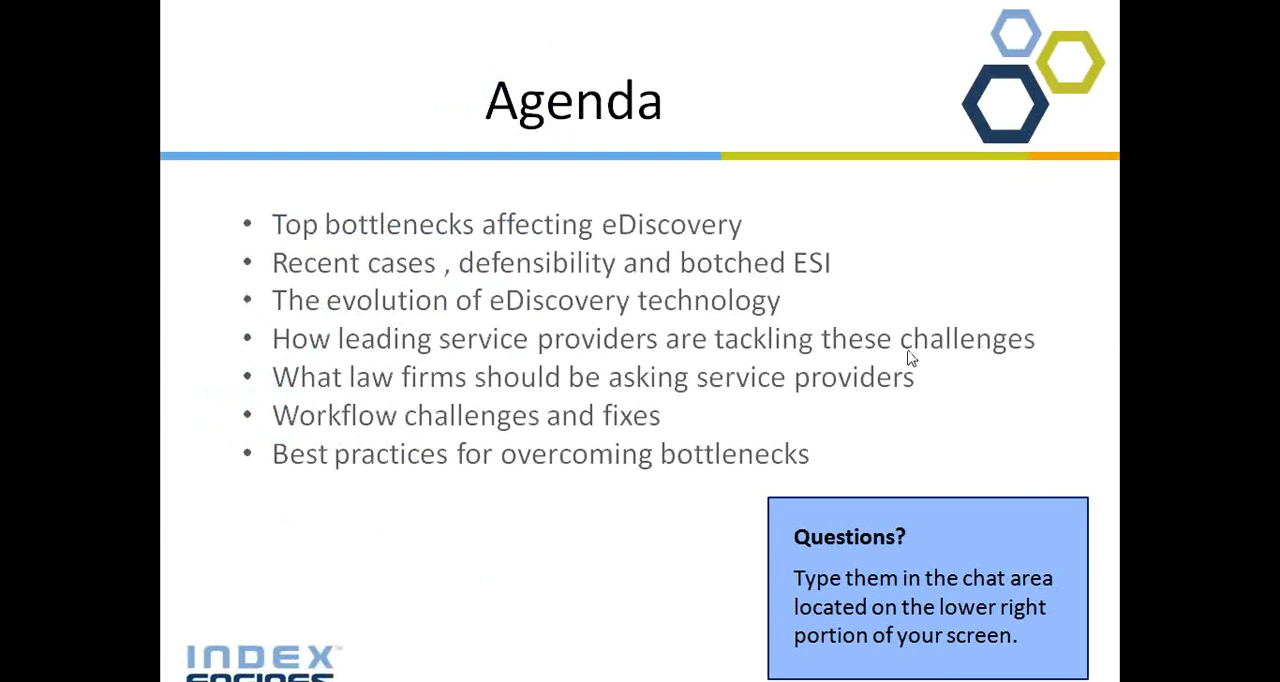 Agenda
• Top bottlenecks affecting eDiscovery
• Recent cases , defensibility and botched ESI
• The evolution of eDiscovery technology
• How leading service providers are tackling these challenges
• What law firms should be asking service providers
• Workflow challenges and fixes
• Best practices for overcoming bottlenecks
Questions?
Type them in the chat area
located on the lower right
portion of your screen.
INDEX™
ENGINES